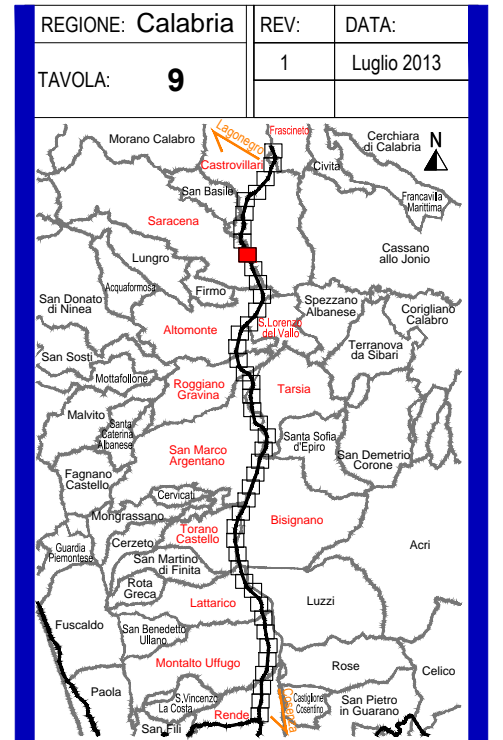 REGIONE: Calabria
REV:
DATA:
TAVOLA: 9
1
Luglio 2013
Lagonegro
Frascineto
Morano Calabro
Cerchiara
di Calabria
N
Castrovillari
Civita
San Basile
Francavilla
Marittima
Saracena
Lungro
Cassano
allo Jonio
Acquaformosa
Firmo
San Donato
di Ninea
Spezzano
Albanese
Corigliano
Calabro
Altomonte
S.Lorenzo
del Vallo
Terranova
da Sibari
San Sosti
Mottafollone
Roggiano
Gravina
Tarsia
Malvito
Santa
Caterina
Albanese
Santa Sofia
d'Epiro
San Marco
Argentano
San Demetrio
Corone
Fagnano
Castello
Cervicati
Mongrassano
Bisignano
Torano
Castello
Guardia
Piemontese
Cerzeto
Acri
San Martino
di Finita
Rota
Greca
Lattarico
Luzzi
Fuscaldo
San Benedetto
Ullano
Montalto Uffugo
Rose
Celico
Paola
S.Vincenzo
La Costa
Cosenza
Castiglione
Cosentino
San Pietro
in Guarano
Rende
San Fili